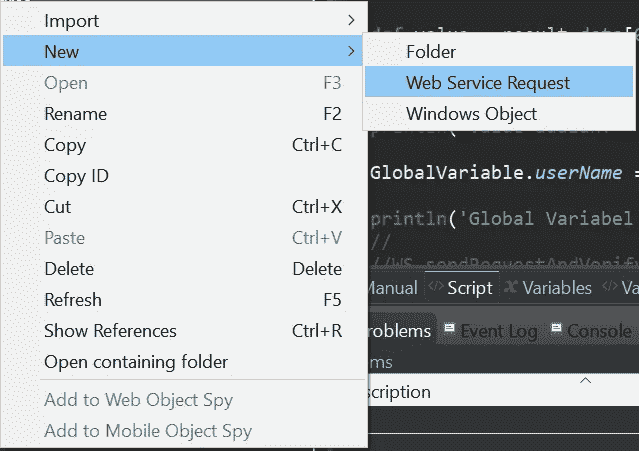 Import
New
Open F3
Rename F2
Copy Ctrl+C
Copy ID
Cut Ctrl+X
Paste Ctrl+V
Delete Delete
Refresh F5
Show References Ctrl+R
Open containing folder
Add to Web Object Spy
Add to Mobile Object Spy
Folder
Web Service Request
Windows Object
GlobalVariable.userName =
println('Global Variabel
//
//WS.sendRequestAndVerify
Manual Script Variables
roblems Event Log Console
ms
scription